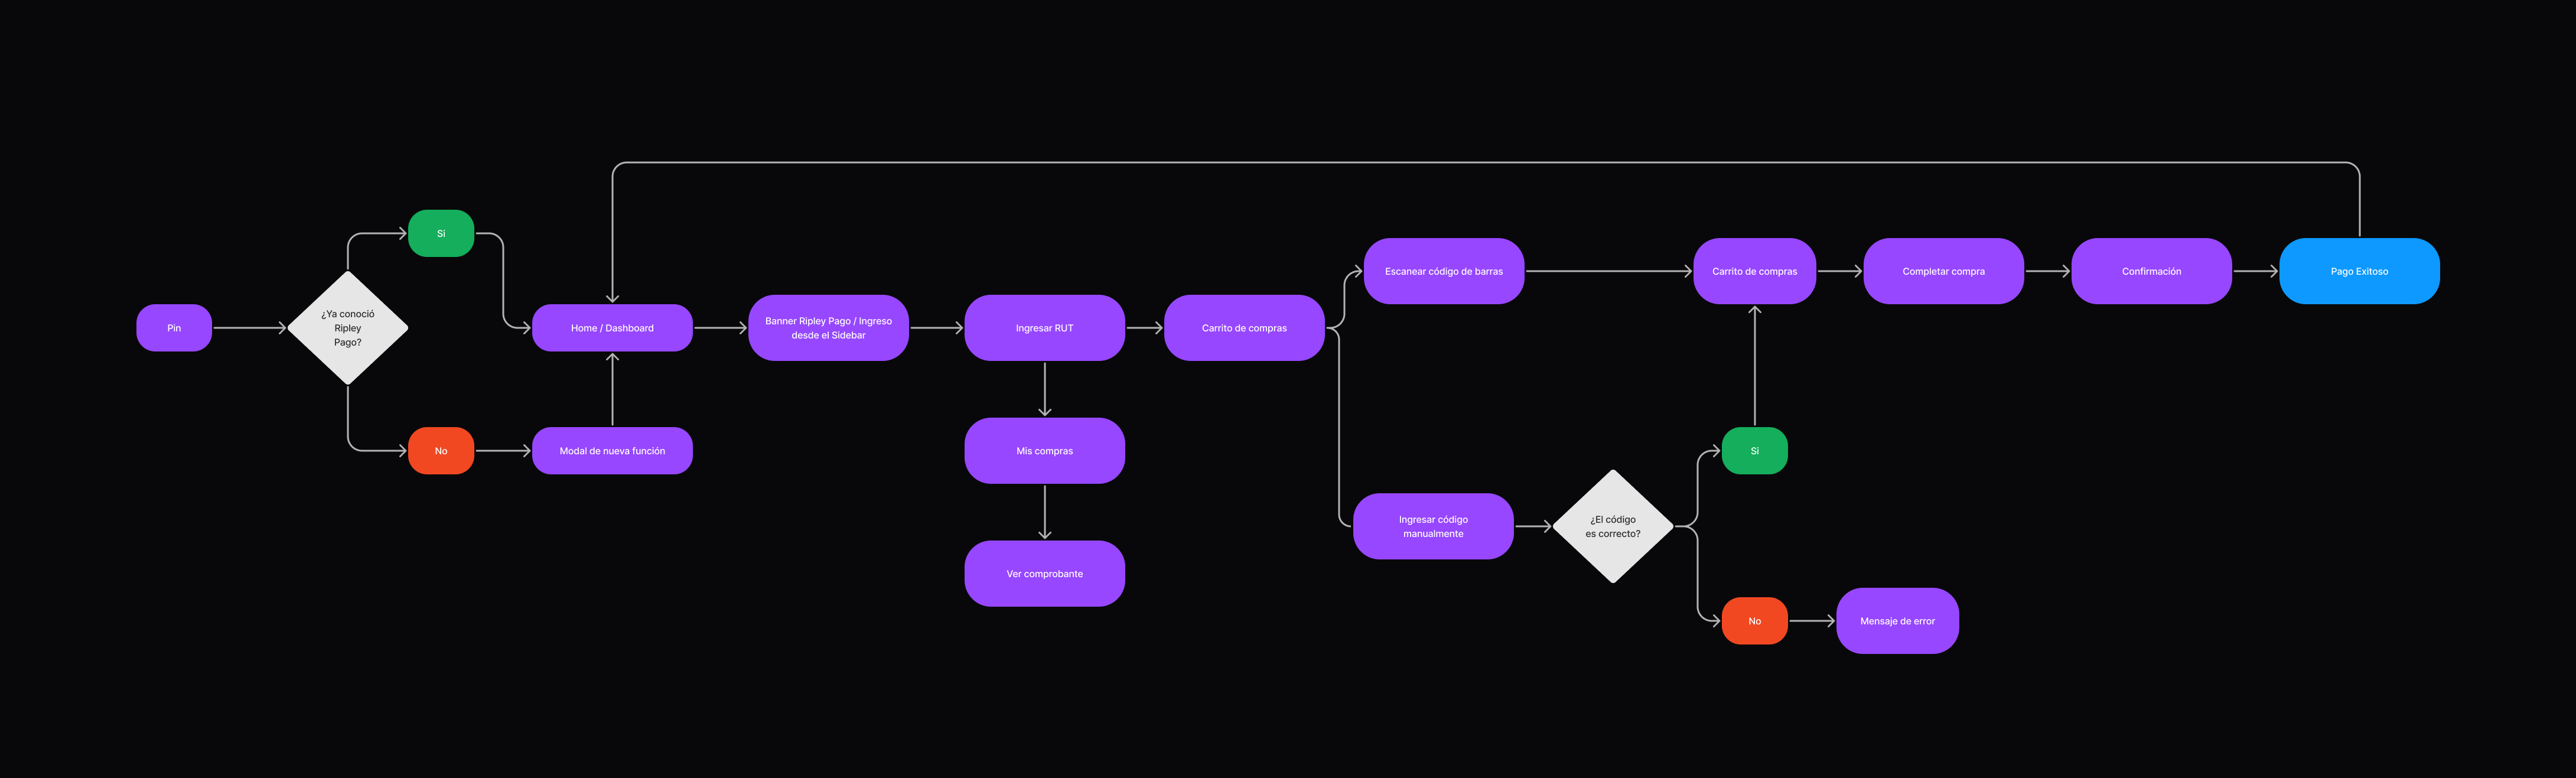 Pin
¿Ya conoció
Ripley
Pago?
Si
No
Modal de nueva función
Home / Dashboard
Banner Ripley Pago / Ingreso
desde el Sidebar
Ingresar RUT
Mis compras
Ver comprobante
Carrito de compras
Escanear código de barras
Ingresar código
manualmente
¿El código
es correcto?
Si
No
Mensaje de error
Carrito de compras
Completar compra
Confirmación
Pago Exitoso